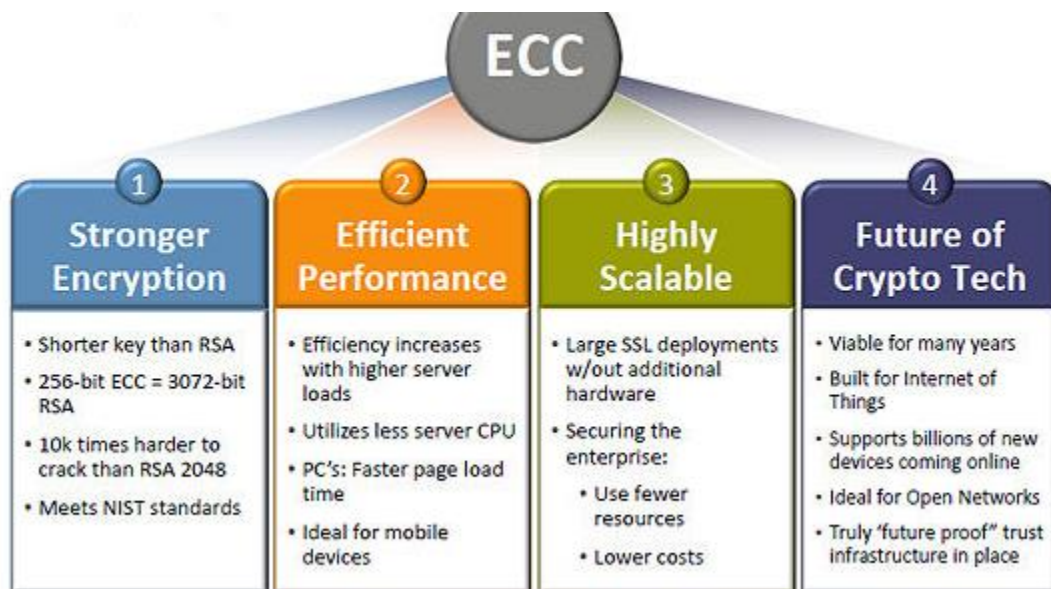 ECC
1
Stronger
Encryption
• Shorter key than RSA
• 256-bit ECC = 3072-bit
RSA
• 10k times harder to
crack than RSA 2048
• Meets NIST standards
2
Efficient
Performance
• Efficiency increases
with higher server
loads
• Utilizes less server CPU
• PC's: Faster page load
time
• Ideal for mobile
devices
3
Highly
Scalable
• Large SSL deployments
w/out additional
hardware
• Securing the
enterprise:
• Use fewer
resources
• Lower costs
4
Future of
Crypto Tech
• Viable for many years
• Built for Internet of
Things
• Supports billions of new
devices coming online
• Ideal for Open Networks
• Truly 'future proof" trust
infrastructure in place